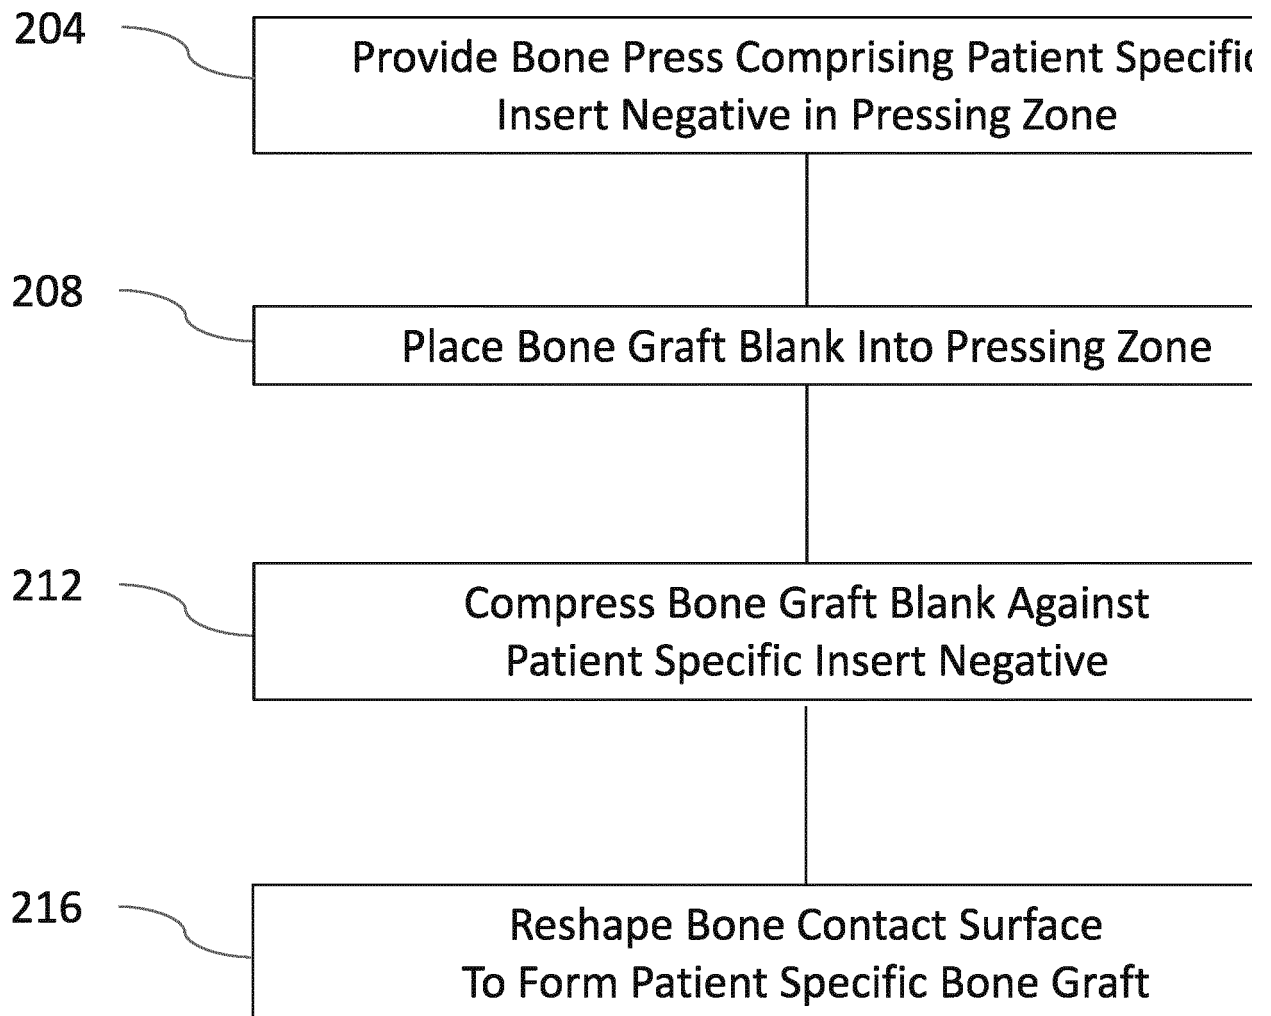 204
Provide Bone Press Comprising Patient Specific
Insert Negative in Pressing Zone
208
Place Bone Graft Blank Into Pressing Zone
212
Compress Bone Graft Blank Against
Patient Specific Insert Negative
216
Reshape Bone Contact Surface
To Form Patient Specific Bone Graft